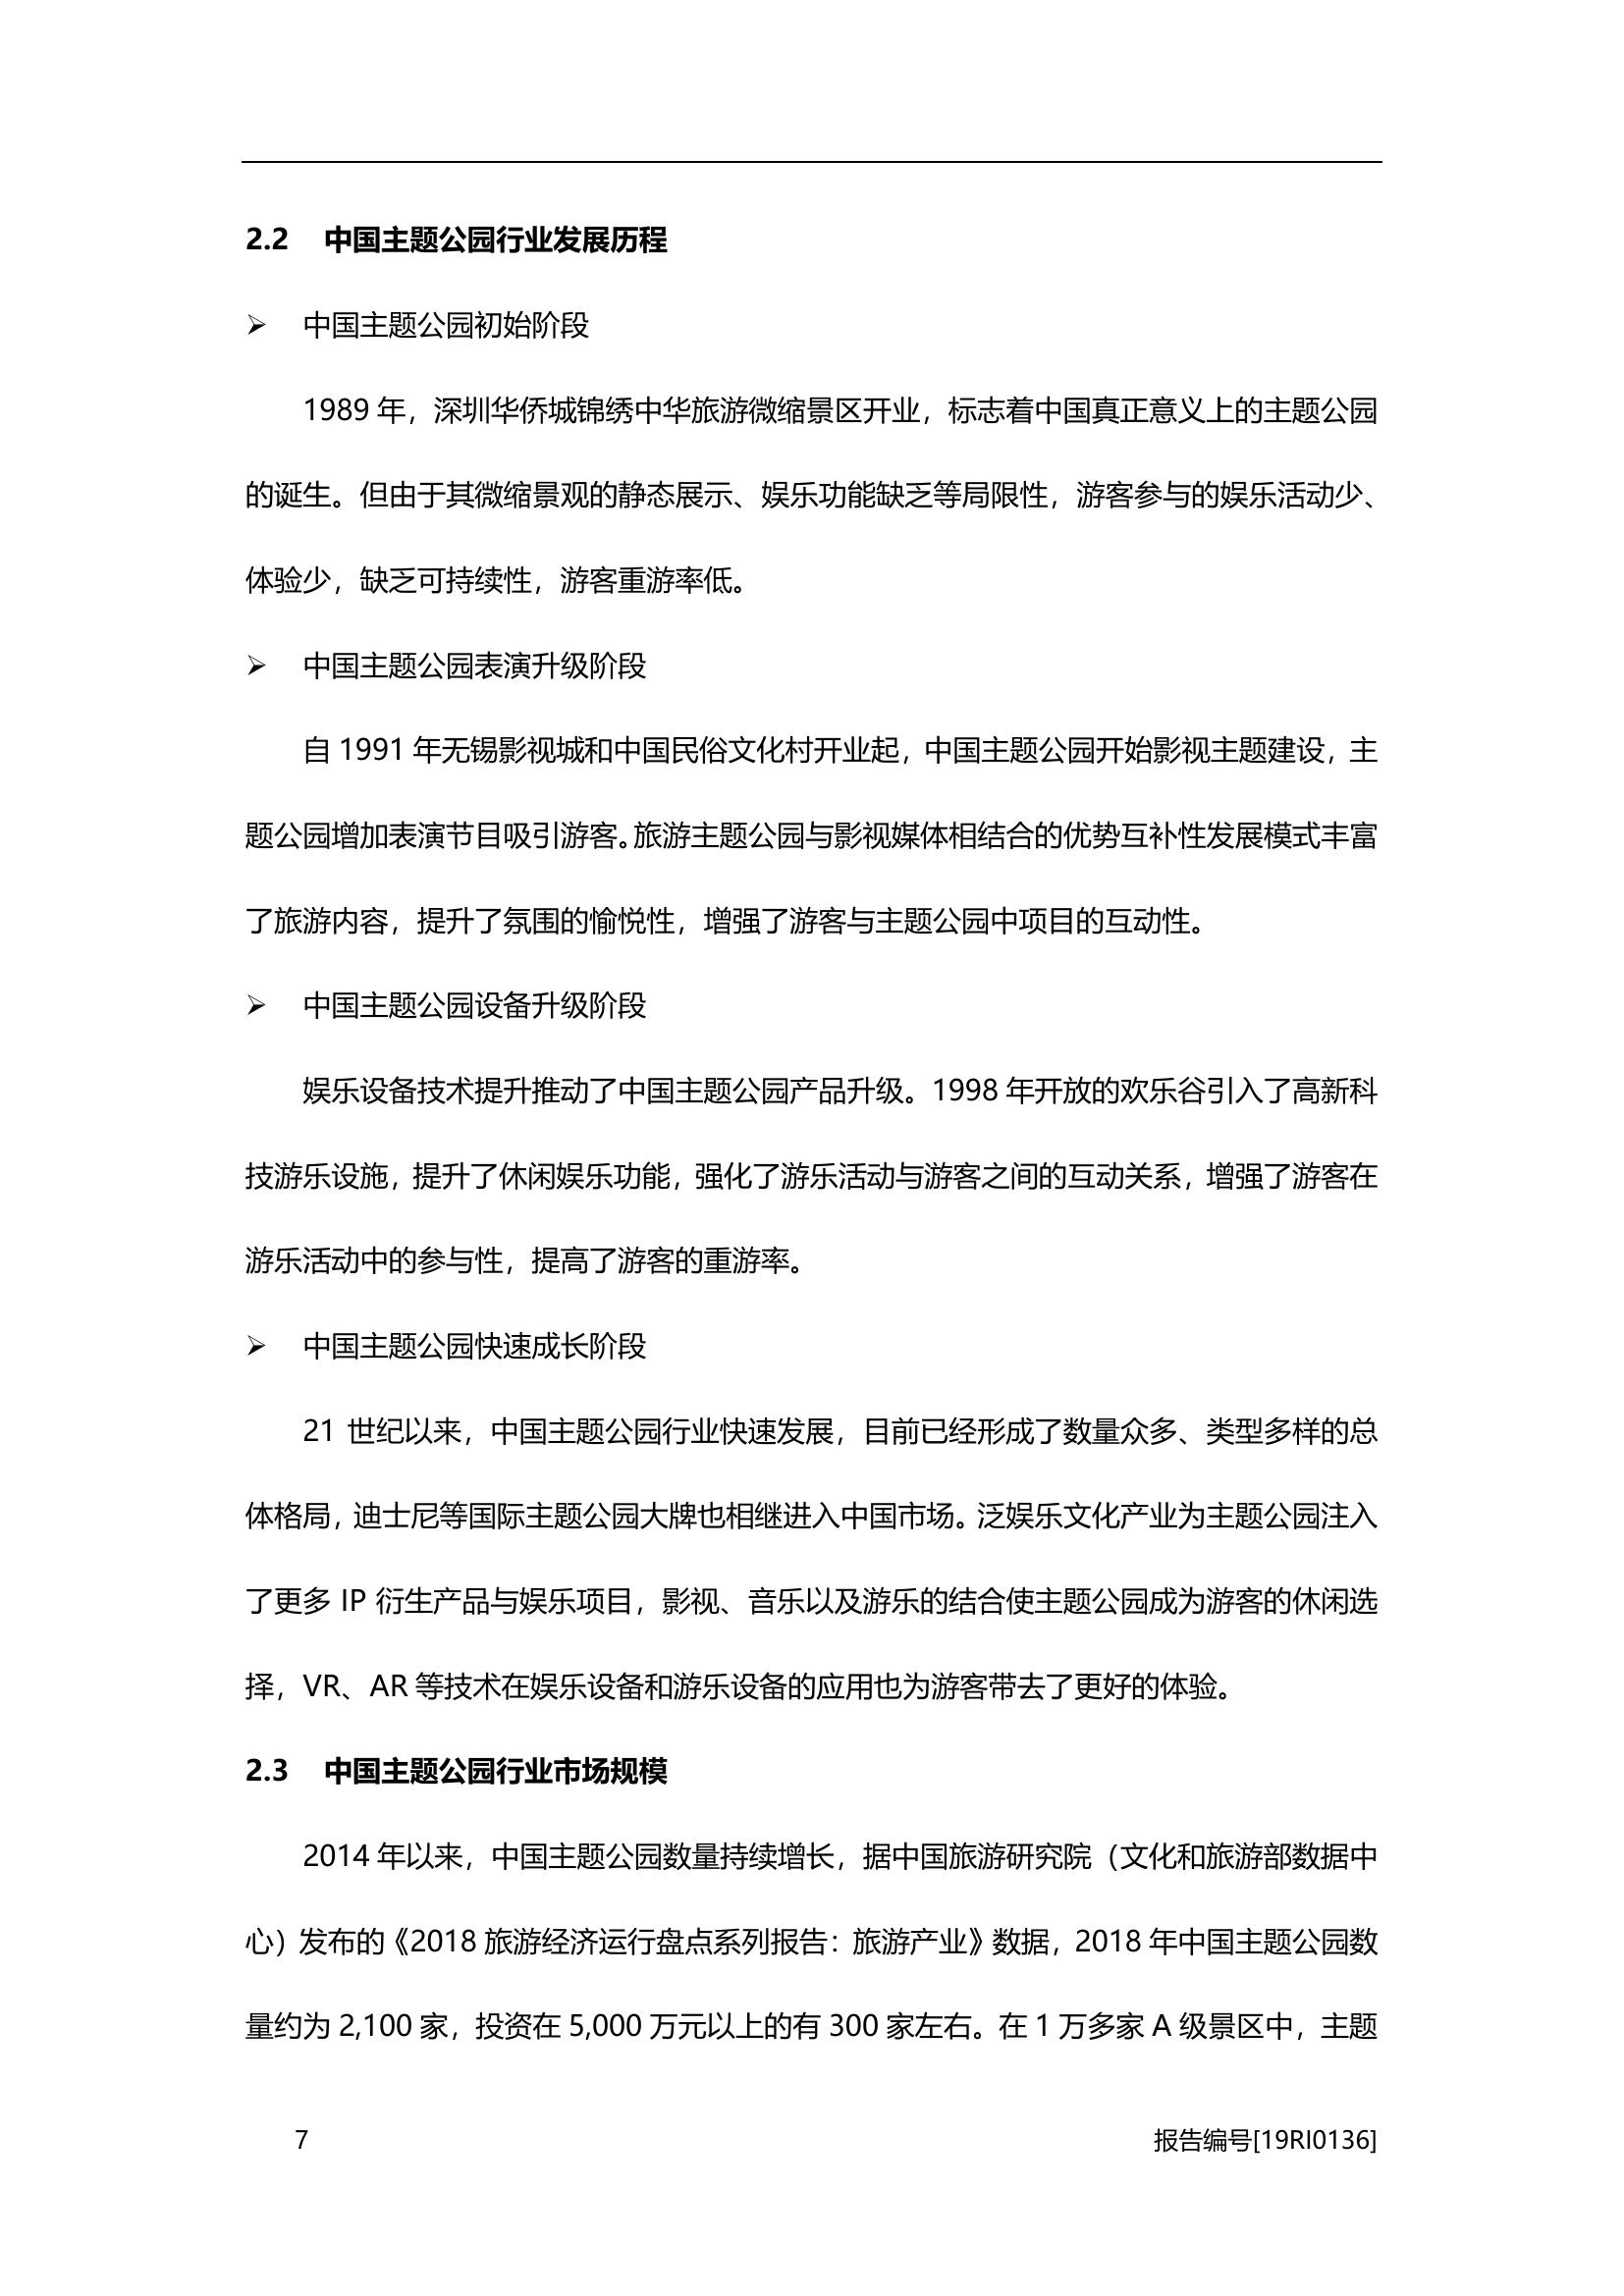 2.2 中国主题公园行业发展历程
➢ 中国主题公园初始阶段
1989 年，深圳华侨城锦绣中华旅游微缩景区开业，标志着中国真正意义上的主题公园
的诞生。但由于其微缩景观的静态展示、娱乐功能缺乏等局限性，游客参与的娱乐活动少、
体验少，缺乏可持续性，游客重游率低。
➢ 中国主题公园表演升级阶段
自 1991 年无锡影视城和中国民俗文化村开业起，中国主题公园开始影视主题建设，主
题公园增加表演节目吸引游客。旅游主题公园与影视媒体相结合的优势互补性发展模式丰富
了旅游内容，提升了氛围的愉悦性，增强了游客与主题公园中项目的互动性。
➢ 中国主题公园设备升级阶段
娱乐设备技术提升推动了中国主题公园产品升级。1998 年开放的欢乐谷引入了高新科
技游乐设施，提升了休闲娱乐功能，强化了游乐活动与游客之间的互动关系，增强了游客在
游乐活动中的参与性，提高了游客的重游率。
➢ 中国主题公园快速成长阶段
21 世纪以来，中国主题公园行业快速发展，目前已经形成了数量众多、类型多样的总
体格局，迪士尼等国际主题公园大牌也相继进入中国市场。泛娱乐文化产业为主题公园注入
了更多 IP 衍生产品与娱乐项目，影视、音乐以及游乐的结合使主题公园成为游客的休闲选
择，VR、AR 等技术在娱乐设备和游乐设备的应用也为游客带去了更好的体验。
2.3 中国主题公园行业市场规模
2014 年以来，中国主题公园数量持续增长，据中国旅游研究院（文化和旅游部数据中
心）发布的《2018 旅游经济运行盘点系列报告：旅游产业》数据，2018 年中国主题公园数
量约为 2,100 家，投资在 5,000 万元以上的有 300 家左右。在 1 万多家 A 级景区中，主题
7 报告编号[19RI0136]